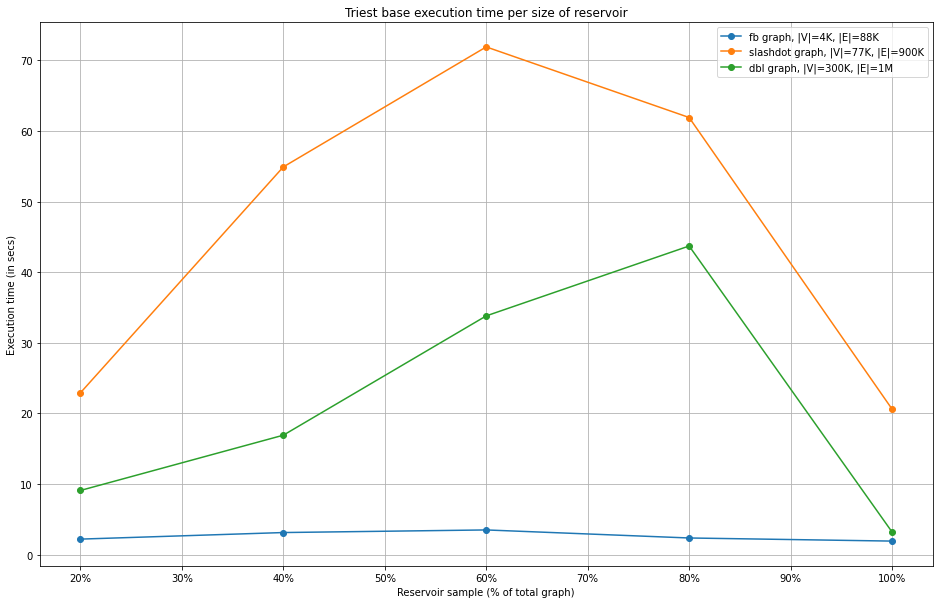 Triest base execution time per size of reservoir
fb graph, |V|=4K, |E|=88K
slashdot graph, |V|=77K, |E|=900K
dbl graph, |V|=300K, |E|=1M
Execution time (in secs)
70
60
50
40
30
20
10
0
20%
30%
40%
50%
60%
70%
80%
90%
100%
Reservoir sample (% of total graph)